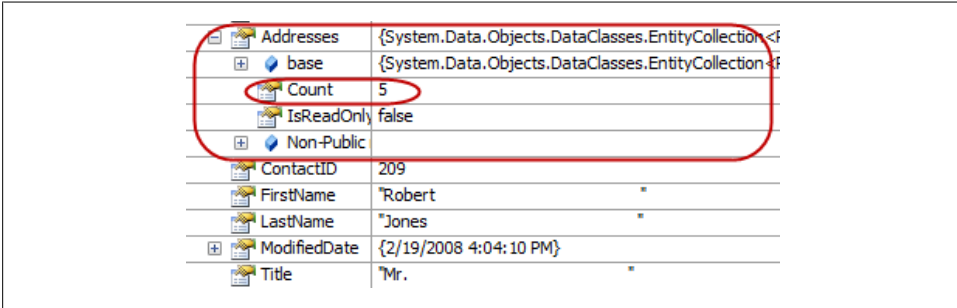 Addresses {System.Data.Objects.DataClasses.EntityCollection<
base {System.Data.Objects.DataClasses.EntityCollection<
Count 5
IsReadOnly false
Non-Public
ContactID 209
FirstName "Robert "
LastName "Jones "
ModifiedDate {2/19/2008 4:04:10 PM}
Title "Mr. "